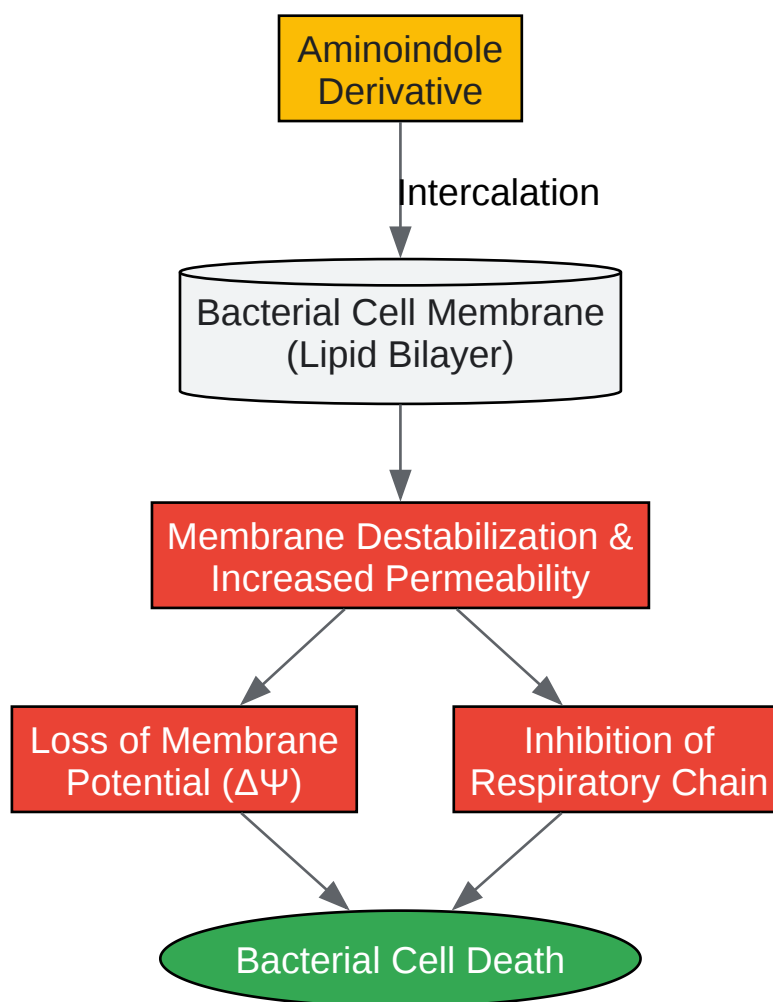 Aminoindole
Derivative
Intercalation
Bacterial Cell Membrane
(Lipid Bilayer)
Membrane Destabilization &
Increased Permeability
Loss of Membrane
Potential (ΔΨ)
Inhibition of
Respiratory Chain
Bacterial Cell Death